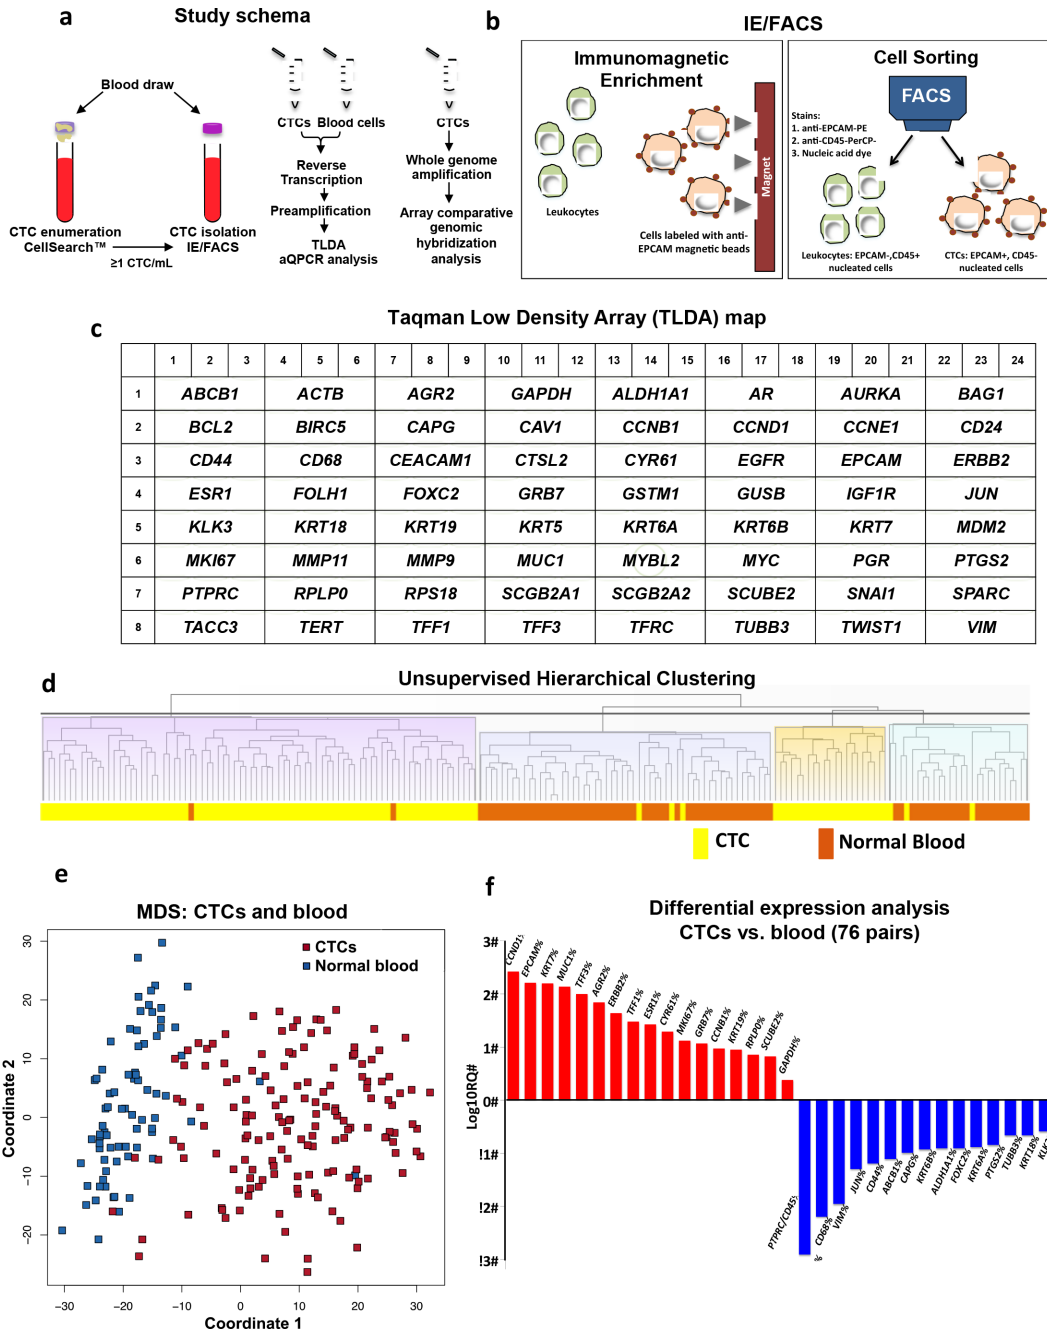 a
Study schema
Blood draw
CTC enumeration
CellSearch™
≥1 CTC/mL
CTC isolation
IE/FACS
CTCs Blood cells
Reverse
Transcription
Preamplification
TLDA
aQPCR analysis
CTCs
Whole genome
amplification
Array comparative
genomic
hybridization
analysis
b
IE/FACS
Immunomagnetic
Enrichment
Leukocytes
Cells labeled with anti-
EPCAM magnetic beads
Magnet
Cell Sorting
FACS
Stains:
1. anti-EPCAM-PE
2. anti-CD45-PerCP-
3. Nucleic acid dye
Leukocytes: EPCAM-,CD45+
nucleated cells
CTCs: EPCAM+, CD45-
nucleated cells
c
Taqman Low Density Array (TLDA) map
1 2 3 4 5 6 7 8 9 10 11 12 13 14 15 16 17 18 19 20 21 22 23 24
1 ABCB1 ACTB AGR2 GAPDH ALDH1A1 AR AURKA BAG1
2 BCL2 BIRC5 CAPG CAV1 CCNB1 CCND1 CCNE1 CD24
3 CD44 CD68 CEACAM1 CTSL2 CYR61 EGFR EPCAM ERBB2
4 ESR1 FOLH1 FOXC2 GRB7 GSTM1 GUSB IGF1R JUN
5 KLK3 KRT18 KRT19 KRT5 KRT6A KRT6B KRT7 MDM2
6 MKI67 MMP11 MMP9 MUC1 MYBL2 MYC PGR PTGS2
7 PTPRC RPLP0 RPS18 SCGB2A1 SCGB2A2 SCUBE2 SNAI1 SPARC
8 TACC3 TERT TFF1 TFF3 TFRC TUBB3 TWIST1 VIM
d
Unsupervised Hierarchical Clustering
CTC
Normal Blood
e
MDS: CTCs and blood
CTCs
Normal blood
Coordinate 2
30
20
10
0
−10
−20
−30 −20 −10 0 10 20 30
Coordinate 1
f
Differential expression analysis
CTCs vs. blood (76 pairs)
Log10RQ#
3#
2#
1#
0#
!1#
!2#
!3#
CCND1%
EPCAM%
KRT7%
MUC1%
TFF3%
AGR2%
ERBB2%
TFF1%
ESR1%
CYR61%
MKI67%
GRB7%
CCNB1%
KRT19%
RPLP0%
SCUBE2%
GAPDH%
PTPRC/CD45%
CD68%
VIM%
JUN%
CD44%
ABCB1%
CAPG%
KRT6B%
ALDH1A1%
FOXC2%
KRT6A%
PTGS2%
TUBB3%
KRT18%